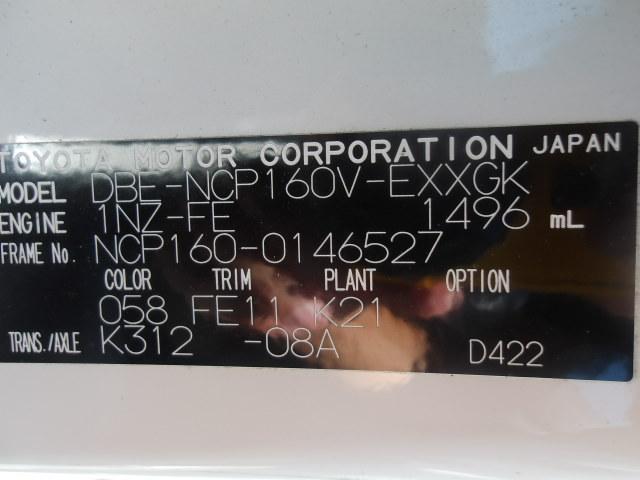 TOYOTA MOTOR CORPORATION JAPAN
MODEL DBE-NCP160V-EXXGK
ENGINE 1NZ-FE 1496 mL
FRAME No. NCP160-0146527
COLOR TRIM PLANT OPTION
058 FE11 K21
TRANS./AXLE K312 -08A D422